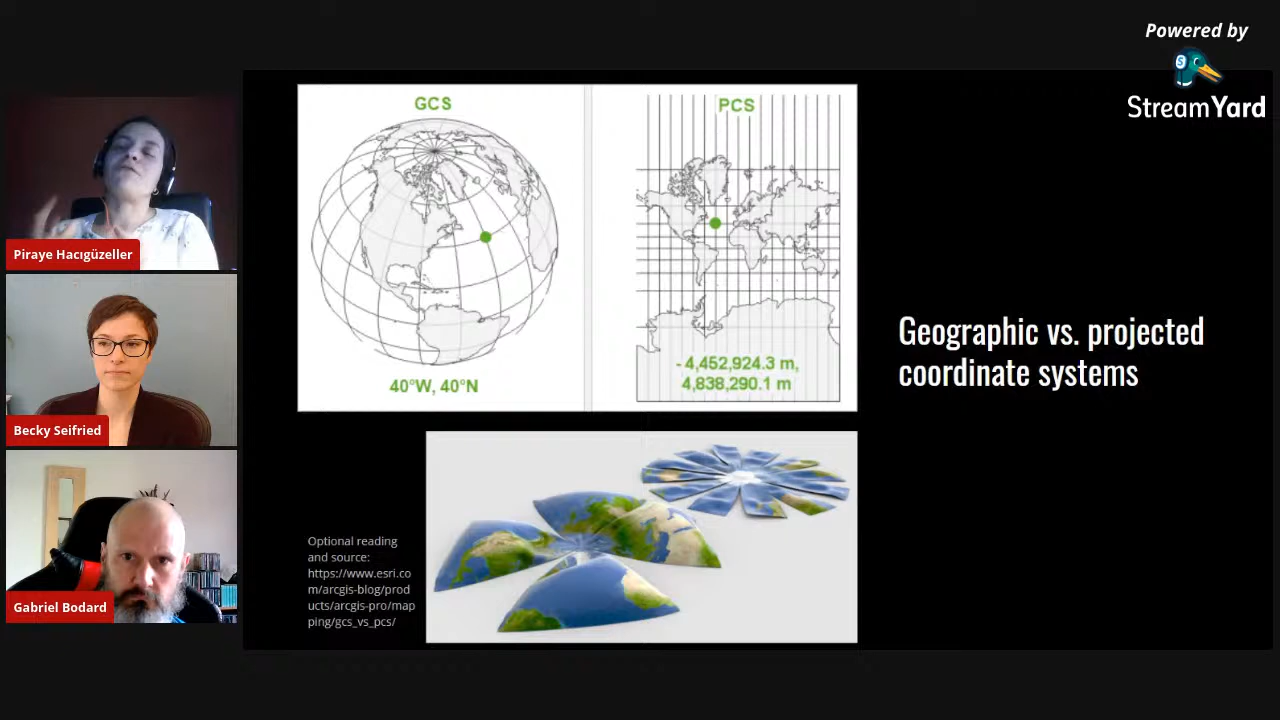 Powered by
StreamYard
Piraye Hacıgüzeller
Becky Seifried
Gabriel Bodard
GCS
40°W, 40°N
PCS
- 4,452,924.3 m,
4,838,290.1 m
Geographic vs. projected
coordinate systems
Optional reading
and source:
https://www.esri.co
m/arcgis-blog/prod
ucts/arcgis-pro/map
ping/gcs_vs_pcs/